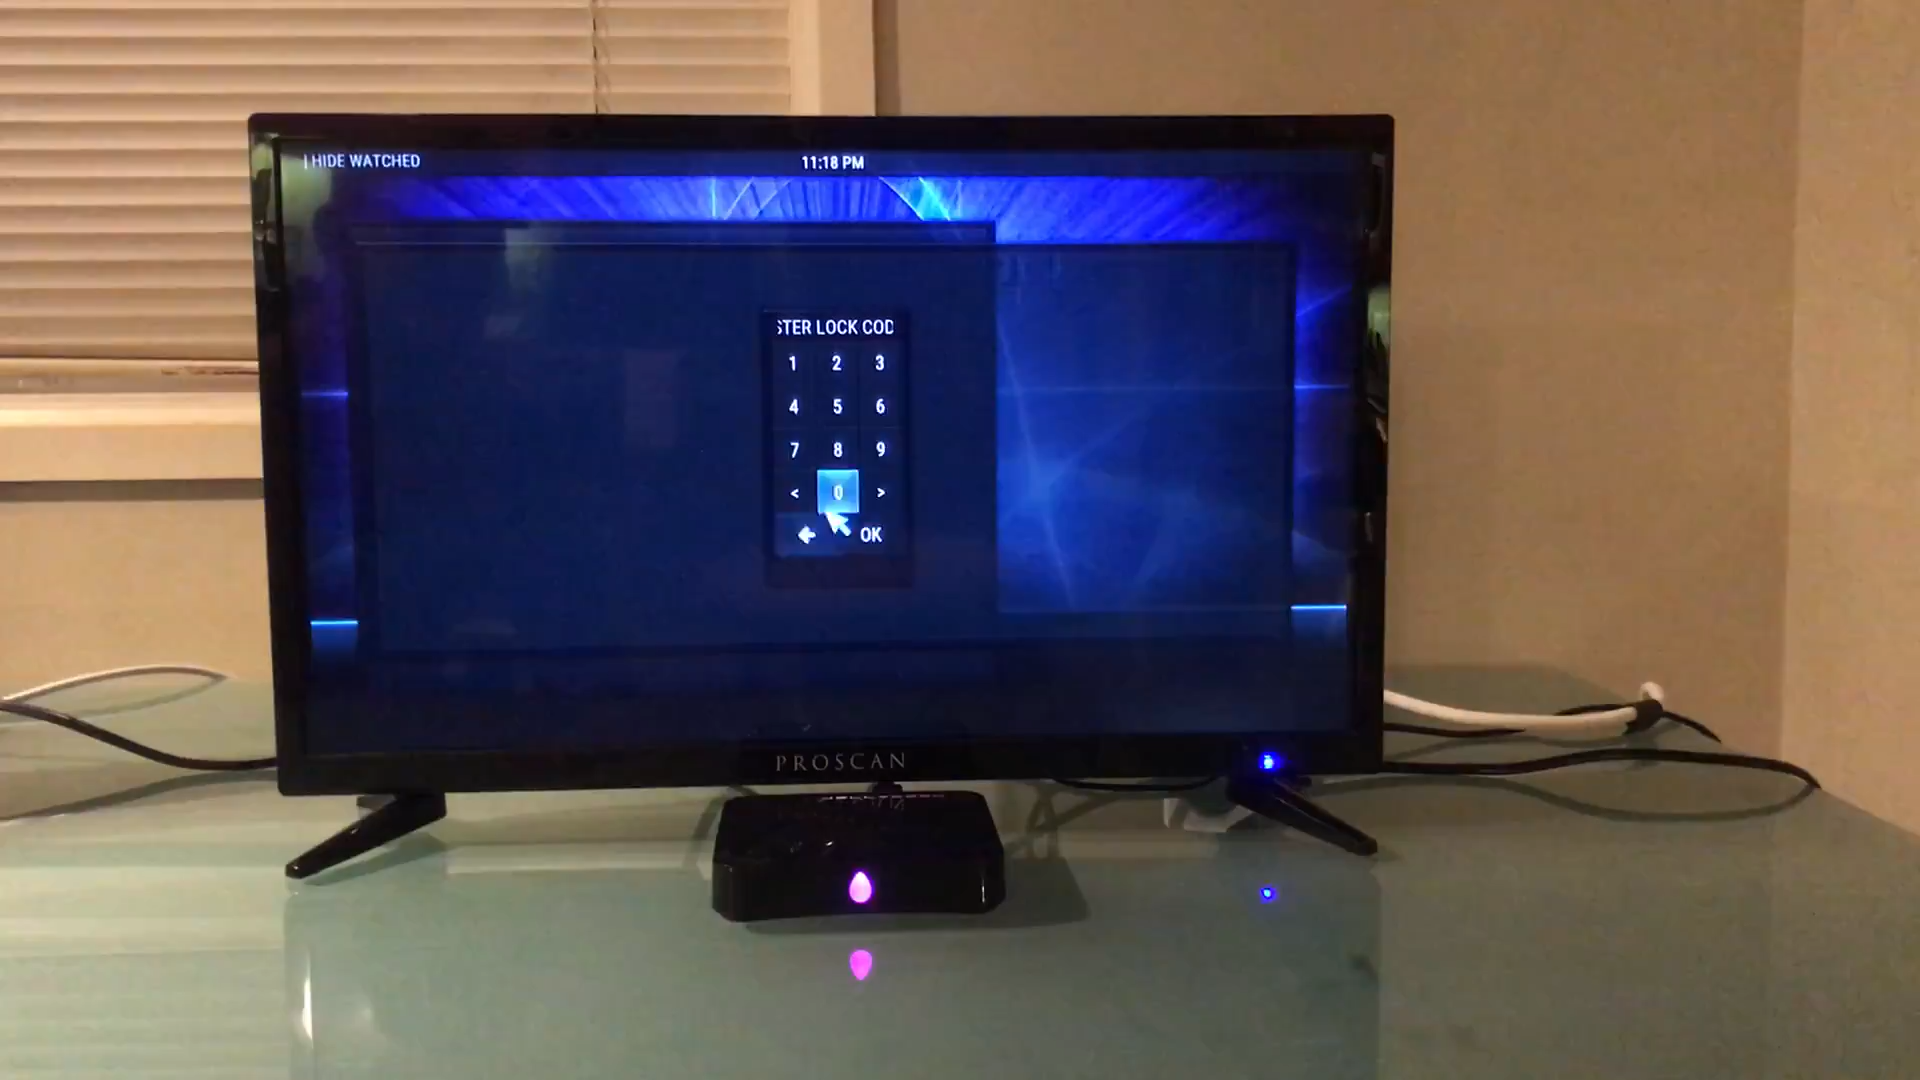 | HIDE WATCHED
11:18 PM
STER LOCK COD
1 2 3
4 5 6
7 8 9
< 0 >
OK
PROSCAN